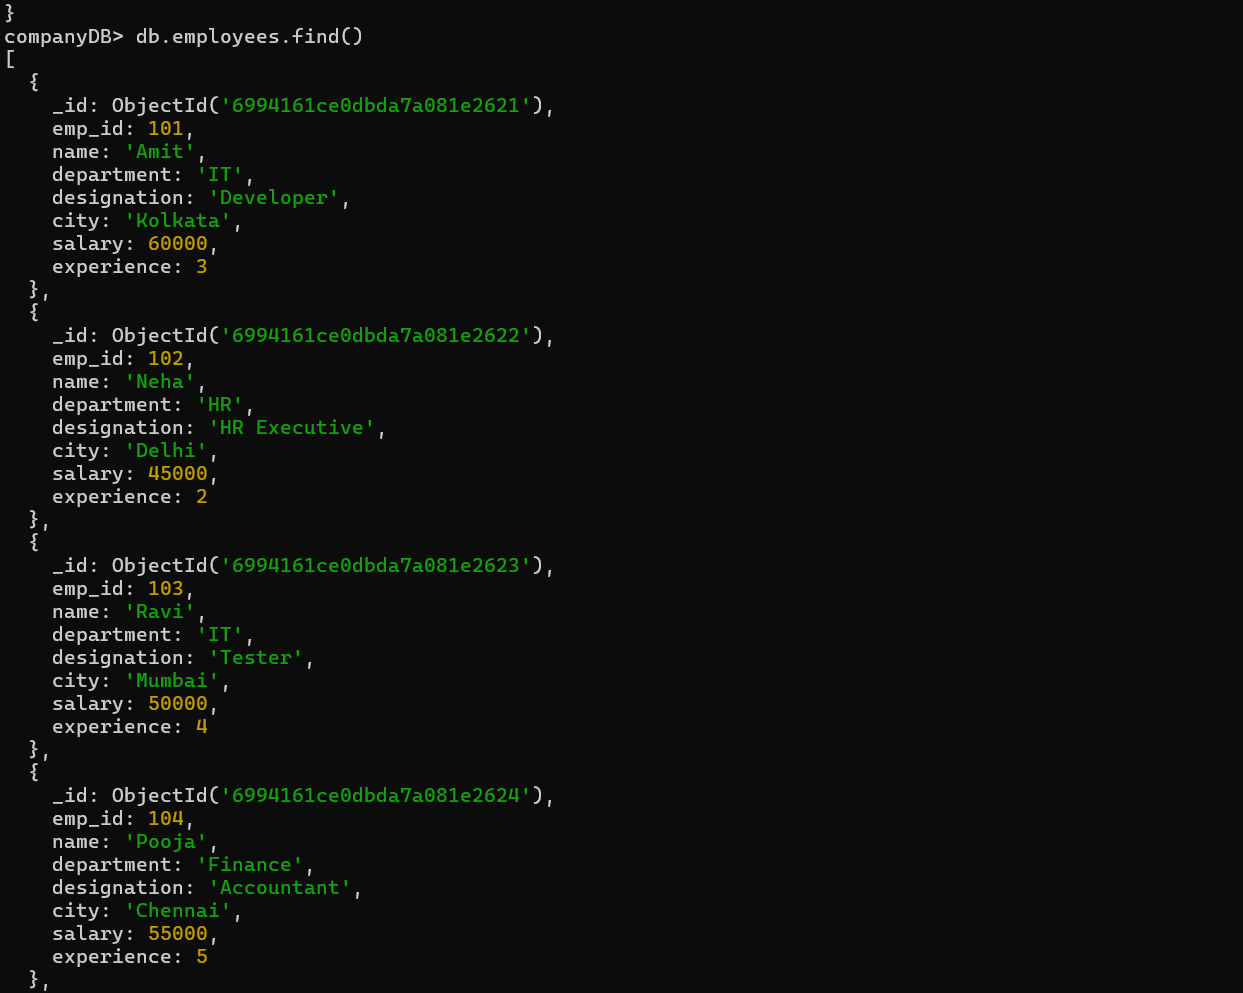 }
companyDB> db.employees.find()
[
  {
    _id: ObjectId('6994161ce0dbda7a081e2621'),
    emp_id: 101,
    name: 'Amit',
    department: 'IT',
    designation: 'Developer',
    city: 'Kolkata',
    salary: 60000,
    experience: 3
  },
  {
    _id: ObjectId('6994161ce0dbda7a081e2622'),
    emp_id: 102,
    name: 'Neha',
    department: 'HR',
    designation: 'HR Executive',
    city: 'Delhi',
    salary: 45000,
    experience: 2
  },
  {
    _id: ObjectId('6994161ce0dbda7a081e2623'),
    emp_id: 103,
    name: 'Ravi',
    department: 'IT',
    designation: 'Tester',
    city: 'Mumbai',
    salary: 50000,
    experience: 4
  },
  {
    _id: ObjectId('6994161ce0dbda7a081e2624'),
    emp_id: 104,
    name: 'Pooja',
    department: 'Finance',
    designation: 'Accountant',
    city: 'Chennai',
    salary: 55000,
    experience: 5
  },